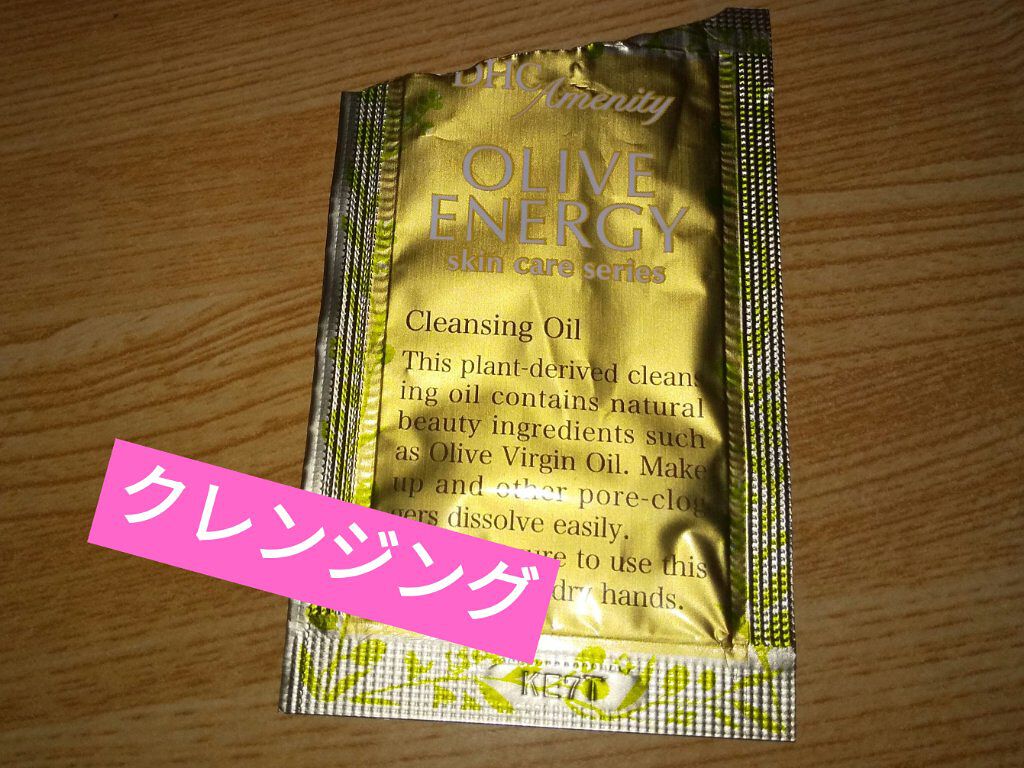 DHC
Amenity
OLIVE
ENERGY
skin care series
Cleansing Oil
This plant-derived cleans
ing oil contains natural
beauty ingredients such
as Olive Virgin Oil. Make
up and other pore-clog
gers dissolve easily.
to use this
dry hands.
クレンジング
KE7T